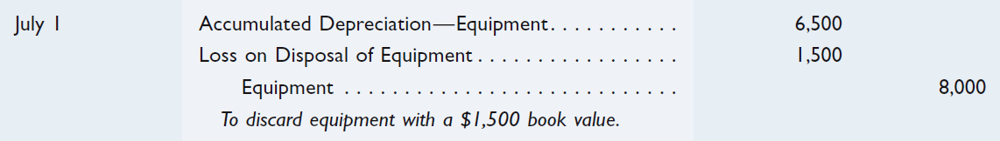 July 1 Accumulated Depreciation—Equipment. . . . . . . . . . . 6,500
Loss on Disposal of Equipment . . . . . . . . . . . . . . . . . 1,500
Equipment . . . . . . . . . . . . . . . . . . . . . . . . . . . . 8,000
To discard equipment with a $1,500 book value.